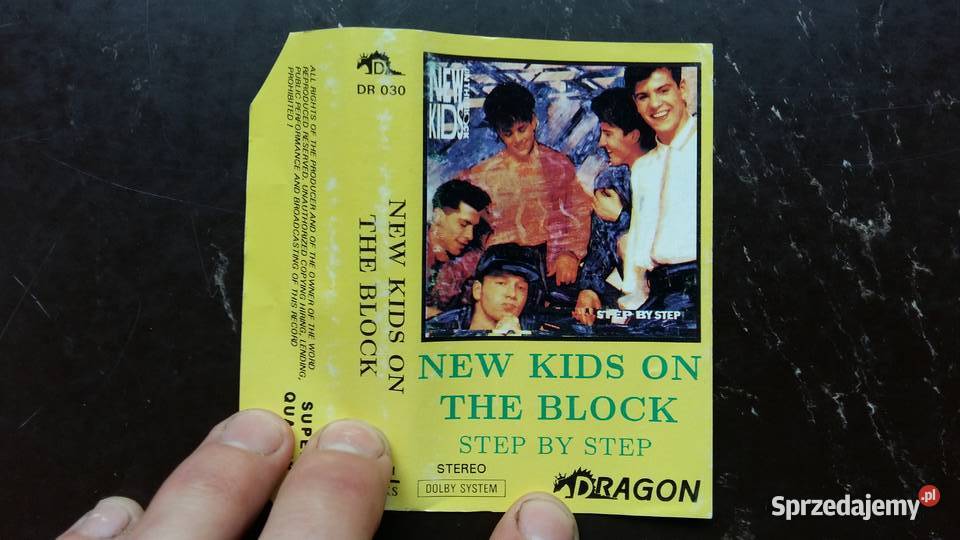 ALL RIGHTS OF THE PRODUCER AND OF THE OWNER OF THE WORD
REPRODUCED RESERVED, UNAUTHORIZED COPYING HIRING, LENDING,
PUBLIC PERFORMANCE AND BROADCASTING OF THIS RECORD
PROHIBITED !
SUPE
QUA
D
DR 030
NEW KIDS ON
THE BLOCK
NEW
KIDS
ON THE BLOCK
STEP BY STEP
NEW KIDS ON
THE BLOCK
STEP BY STEP
STEREO
DOLBY SYSTEM
DRAGON
Sprzedajemy.pl